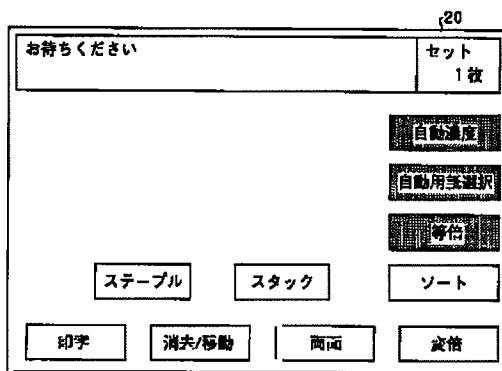 20
お待ちください
セット
1枚
自動濃度
自動用紙選択
等倍
ステープル
スタック
ソート
印字
消去/移動
両面
変倍